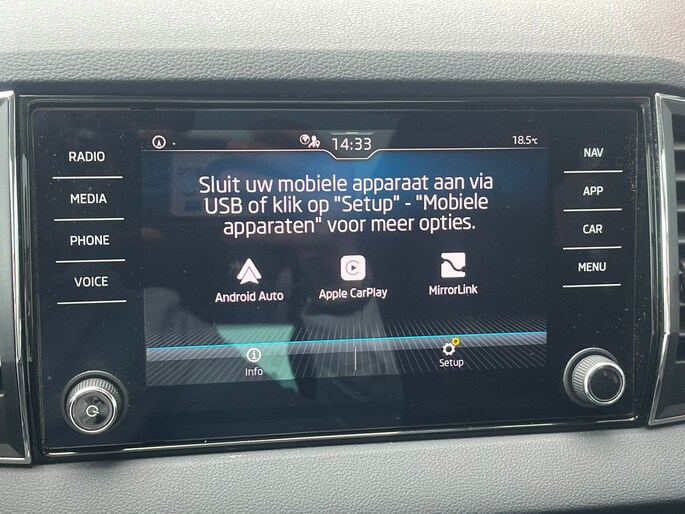 14:33
18.5°C
RADIO
MEDIA
PHONE
VOICE
Sluit uw mobiele apparaat aan via
USB of klik op "Setup" - "Mobiele
apparaten" voor meer opties.
Android Auto
Apple CarPlay
MirrorLink
Info
Setup
NAV
APP
CAR
MENU